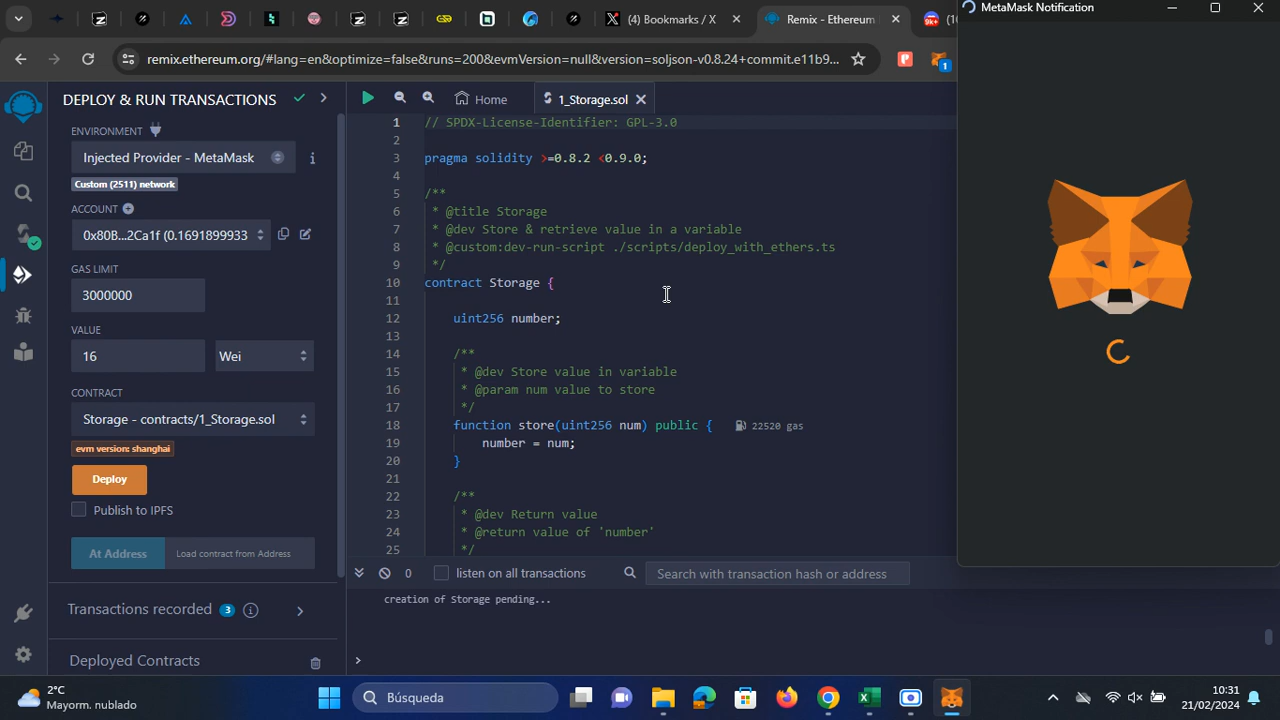 (4) Bookmarks / X
Remix - Ethereum
9k+
(10
MetaMask Notification
remix.ethereum.org/#lang=en&optimize=false&runs=200&evmVersion=null&version=soljson-v0.8.24+commit.e11b9...
1
DEPLOY & RUN TRANSACTIONS
ENVIRONMENT
Injected Provider - MetaMask
Custom (2511) network
ACCOUNT
0x80B...2Ca1f (0.1691899933
GAS LIMIT
3000000
VALUE
16
Wei
CONTRACT
Storage - contracts/1_Storage.sol
evm version: shanghai
Deploy
Publish to IPFS
At Address
Load contract from Address
Transactions recorded 3
Deployed Contracts
Home
1_Storage.sol
1 // SPDX-License-Identifier: GPL-3.0
2
3 pragma solidity >=0.8.2 <0.9.0;
4
5 /**
6 * @title Storage
7 * @dev Store & retrieve value in a variable
8 * @custom:dev-run-script ./scripts/deploy_with_ethers.ts
9 */
10 contract Storage {
11
12 uint256 number;
13
14 /**
15 * @dev Store value in variable
16 * @param num value to store
17 */
18 function store(uint256 num) public { 22520 gas
19 number = num;
20 }
21
22 /**
23 * @dev Return value
24 * @return value of 'number'
25 */
0
listen on all transactions
Search with transaction hash or address
creation of Storage pending...
>
2°C
Mayorm. nublado
Búsqueda
10:31
21/02/2024